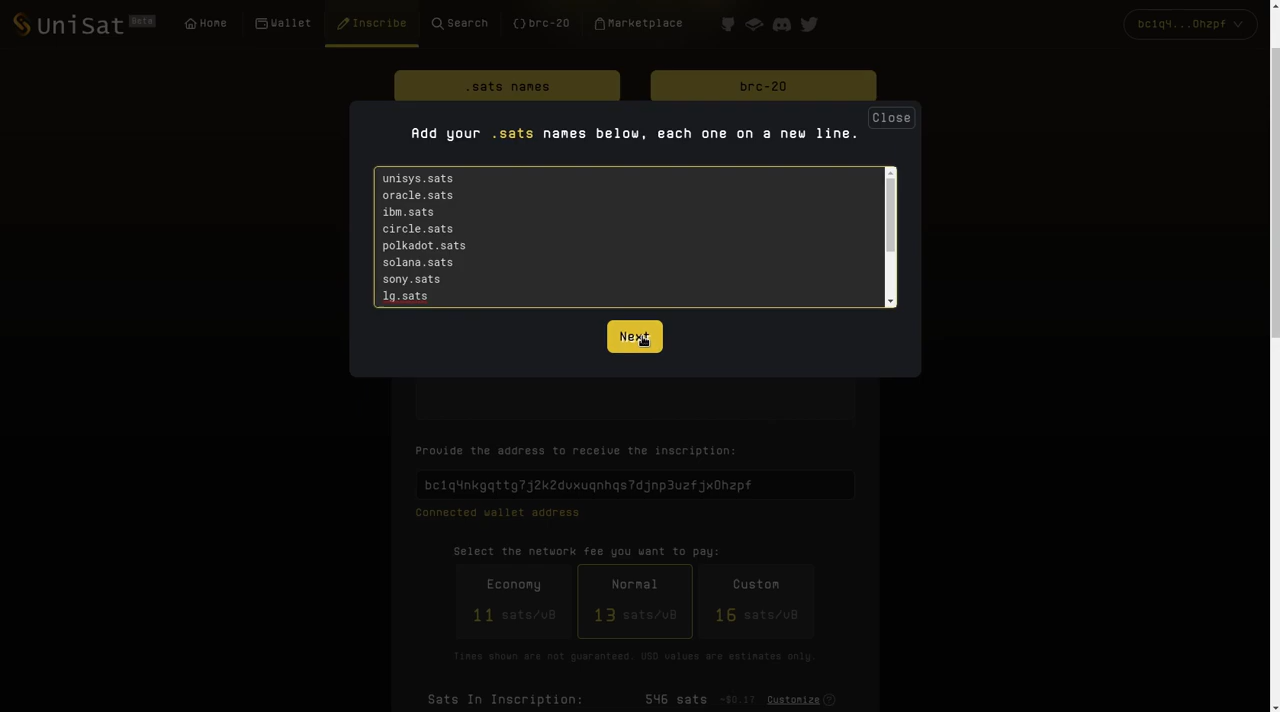 UniSat Beta
Home
Wallet
Inscribe
Search
brc-20
Marketplace
bc1q4...0hzpf
.sats names
brc-20
Close
Add your .sats names below, each one on a new line.
unisys.sats
oracle.sats
ibm.sats
circle.sats
polkadot.sats
solana.sats
sony.sats
lg.sats
Next
Provide the address to receive the inscription:
bc1q4nkgqttg7j2k2dvxuqnhqs7djnp3uzfjx0hzpf
Connected wallet address
Select the network fee you want to pay:
Economy
11 sats/vB
Normal
13 sats/vB
Custom
16 sats/vB
Times shown are not guaranteed. USD values are estimates only.
Sats In Inscription: 546 sats ~$0.17 Customize ?